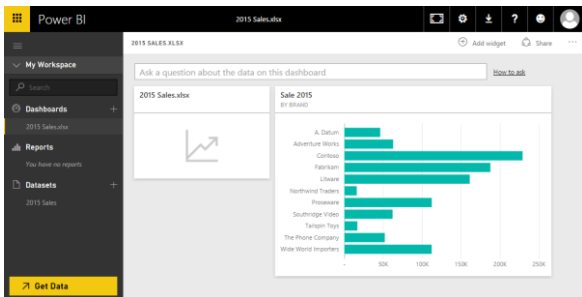 Power BI
2015 Sales.xlsx
?
2015 SALES.XLSX
Add widget
Share
...
My Workspace
Search
Ask a question about the data on this dashboard
How to ask
Dashboards +
2015 Sales.xlsx
Reports
You have no reports
Datasets +
2015 Sales
Get Data
2015 Sales.xlsx
Sale 2015
BY BRAND
A. Datum
Adventure Works
Contoso
Fabrikam
Litware
Northwind Traders
Proseware
Southridge Video
Tailspin Toys
The Phone Company
Wide World Importers
- 50K 100K 150K 200K 250K